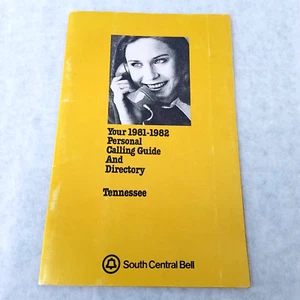 Your 1981-1982
Personal
Calling Guide
And
Directory
Tennessee
South Central Bell